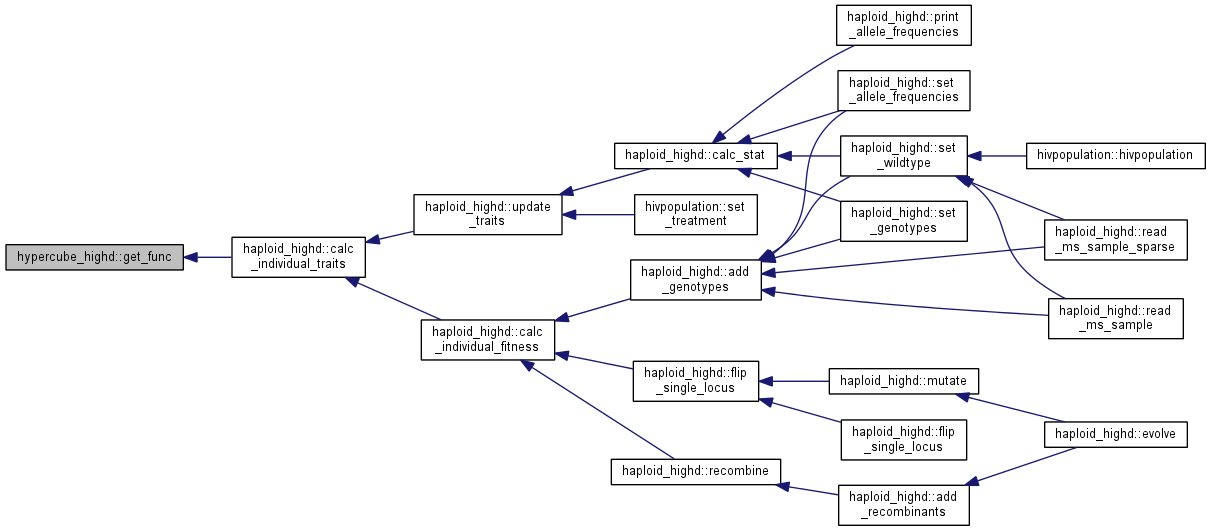 hypercube_highd::get_func
haploid_highd::calc
_individual_traits
haploid_highd::update
_traits
haploid_highd::calc
_individual_fitness
haploid_highd::calc_stat
hivpopulation::set
_treatment
haploid_highd::add
_genotypes
haploid_highd::flip
_single_locus
haploid_highd::recombine
haploid_highd::print
_allele_frequencies
haploid_highd::set
_allele_frequencies
haploid_highd::set
_wildtype
haploid_highd::set
_genotypes
haploid_highd::mutate
haploid_highd::flip
_single_locus
haploid_highd::add
_recombinants
hivpopulation::hivpopulation
haploid_highd::read
_ms_sample_sparse
haploid_highd::read
_ms_sample
haploid_highd::evolve